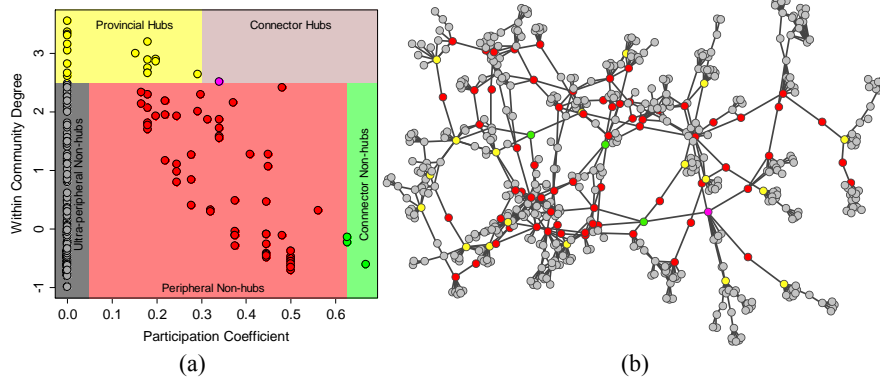 Provincial Hubs
Connector Hubs
Within Community Degree
3
2
1
0
-1
Ultra-peripheral Non-hubs
Connnector Non-hubs
Peripheral Non-hubs
0.0 0.1 0.2 0.3 0.4 0.5 0.6
Participation Coefficient
(a)
(b)